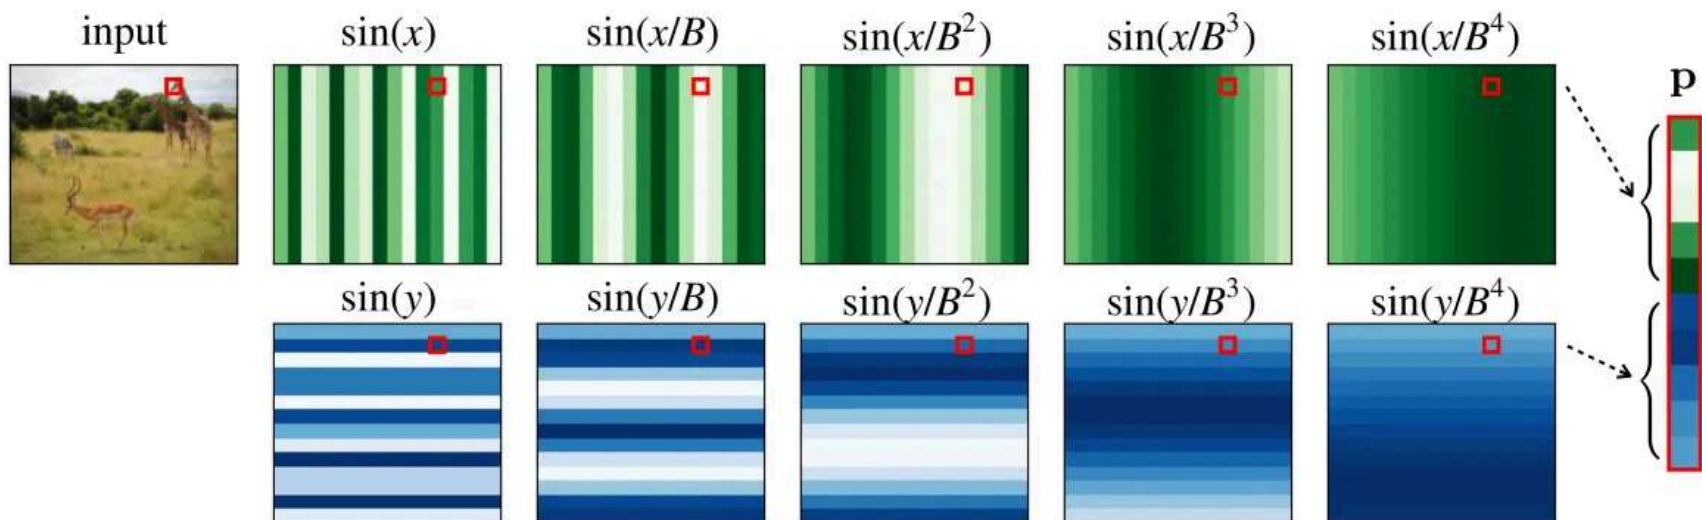 input sin(x) sin(x/B) sin(x/B²) sin(x/B³) sin(x/B⁴)
p
sin(y) sin(y/B) sin(y/B²) sin(y/B³) sin(y/B⁴)